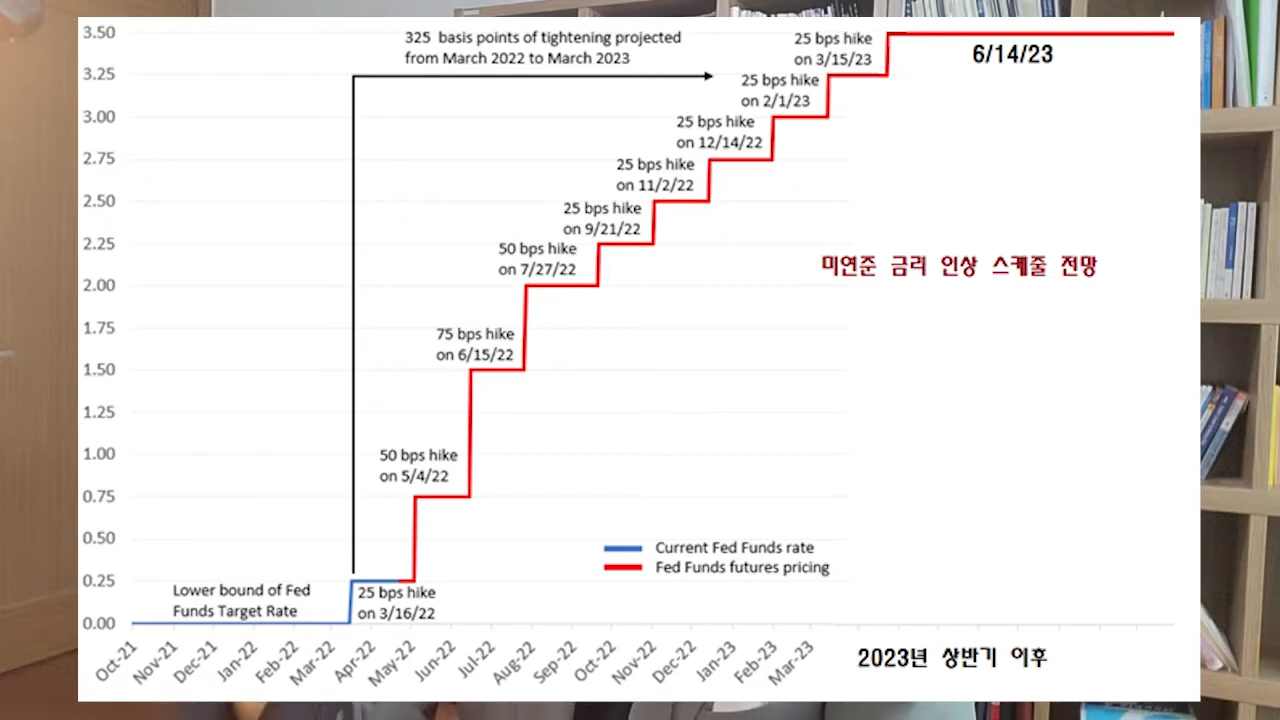 3.50
3.25
3.00
2.75
2.50
2.25
2.00
1.75
1.50
1.25
1.00
0.75
0.50
0.25
0.00
325 basis points of tightening projected
from March 2022 to March 2023
25 bps hike
on 3/15/23
6/14/23
25 bps hike
on 2/1/23
25 bps hike
on 12/14/22
25 bps hike
on 11/2/22
25 bps hike
on 9/21/22
50 bps hike
on 7/27/22
75 bps hike
on 6/15/22
50 bps hike
on 5/4/22
25 bps hike
on 3/16/22
미연준 금리 인상 스케줄 전망
Current Fed Funds rate
Fed Funds futures pricing
Lower bound of Fed
Funds Target Rate
Oct-21
Nov-21
Dec-21
Jan-22
Feb-22
Mar-22
Apr-22
May-22
Jun-22
Jul-22
Aug-22
Sep-22
Oct-22
Nov-22
Dec-22
Jan-23
Feb-23
Mar-23
2023년 상반기 이후